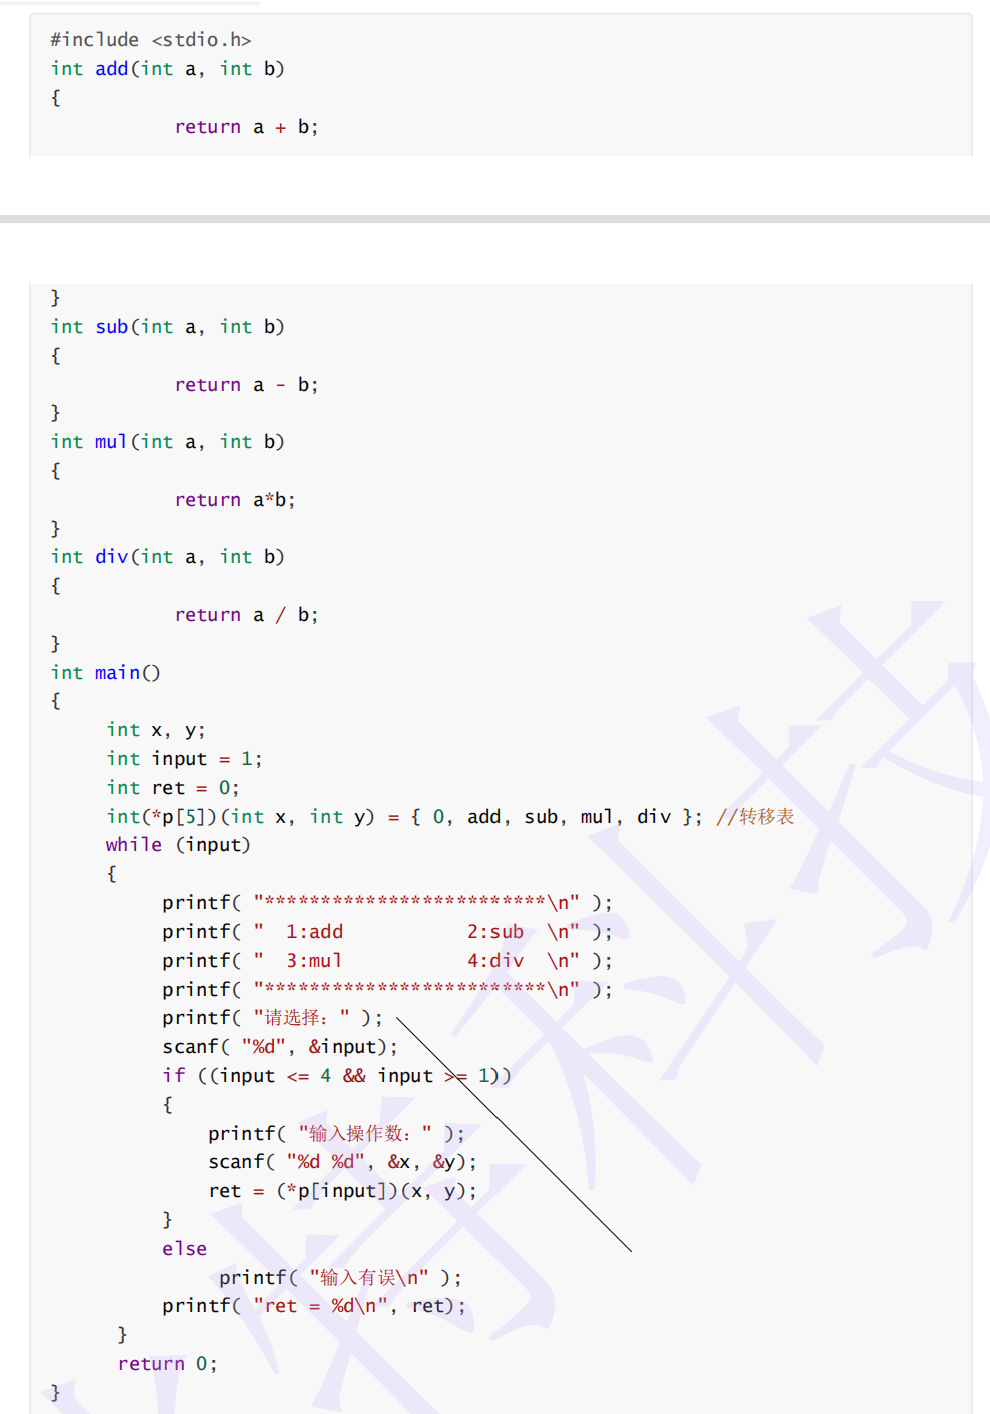 #include <stdio.h>
int add(int a, int b)
{
           return a + b;
}
int sub(int a, int b)
{
           return a - b;
}
int mul(int a, int b)
{
           return a*b;
}
int div(int a, int b)
{
           return a / b;
}
int main()
{
     int x, y;
     int input = 1;
     int ret = 0;
     int(*p[5])(int x, int y) = { 0, add, sub, mul, div }; //转移表
     while (input)
     {
          printf( "*************************\n" );
          printf( "  1:add           2:sub  \n" );
          printf( "  3:mul           4:div  \n" );
          printf( "*************************\n" );
          printf( "请选择：" );
          scanf( "%d", &input);
          if ((input <= 4 && input >= 1))
          {
              printf( "输入操作数：" );
              scanf( "%d %d", &x, &y);
              ret = (*p[input])(x, y);
          }
          else
               printf( "输入有误\n" );
          printf( "ret = %d\n", ret);
      }
      return 0;
}
特科技